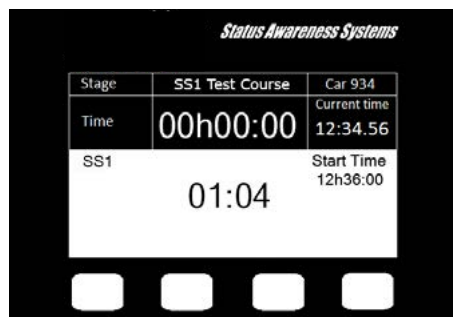 Status Awareness Systems
Stage SS1 Test Course Car 934
Time 00h00:00 Current time
12:34.56
SS1 01:04 Start Time
12h36:00